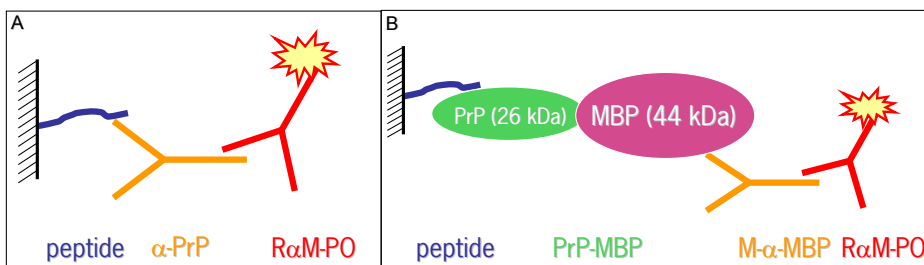 A
peptide α-PrP RαM-PO
B
PrP (26 kDa) MBP (44 kDa)
peptide PrP-MBP M-α-MBP RαM-PO